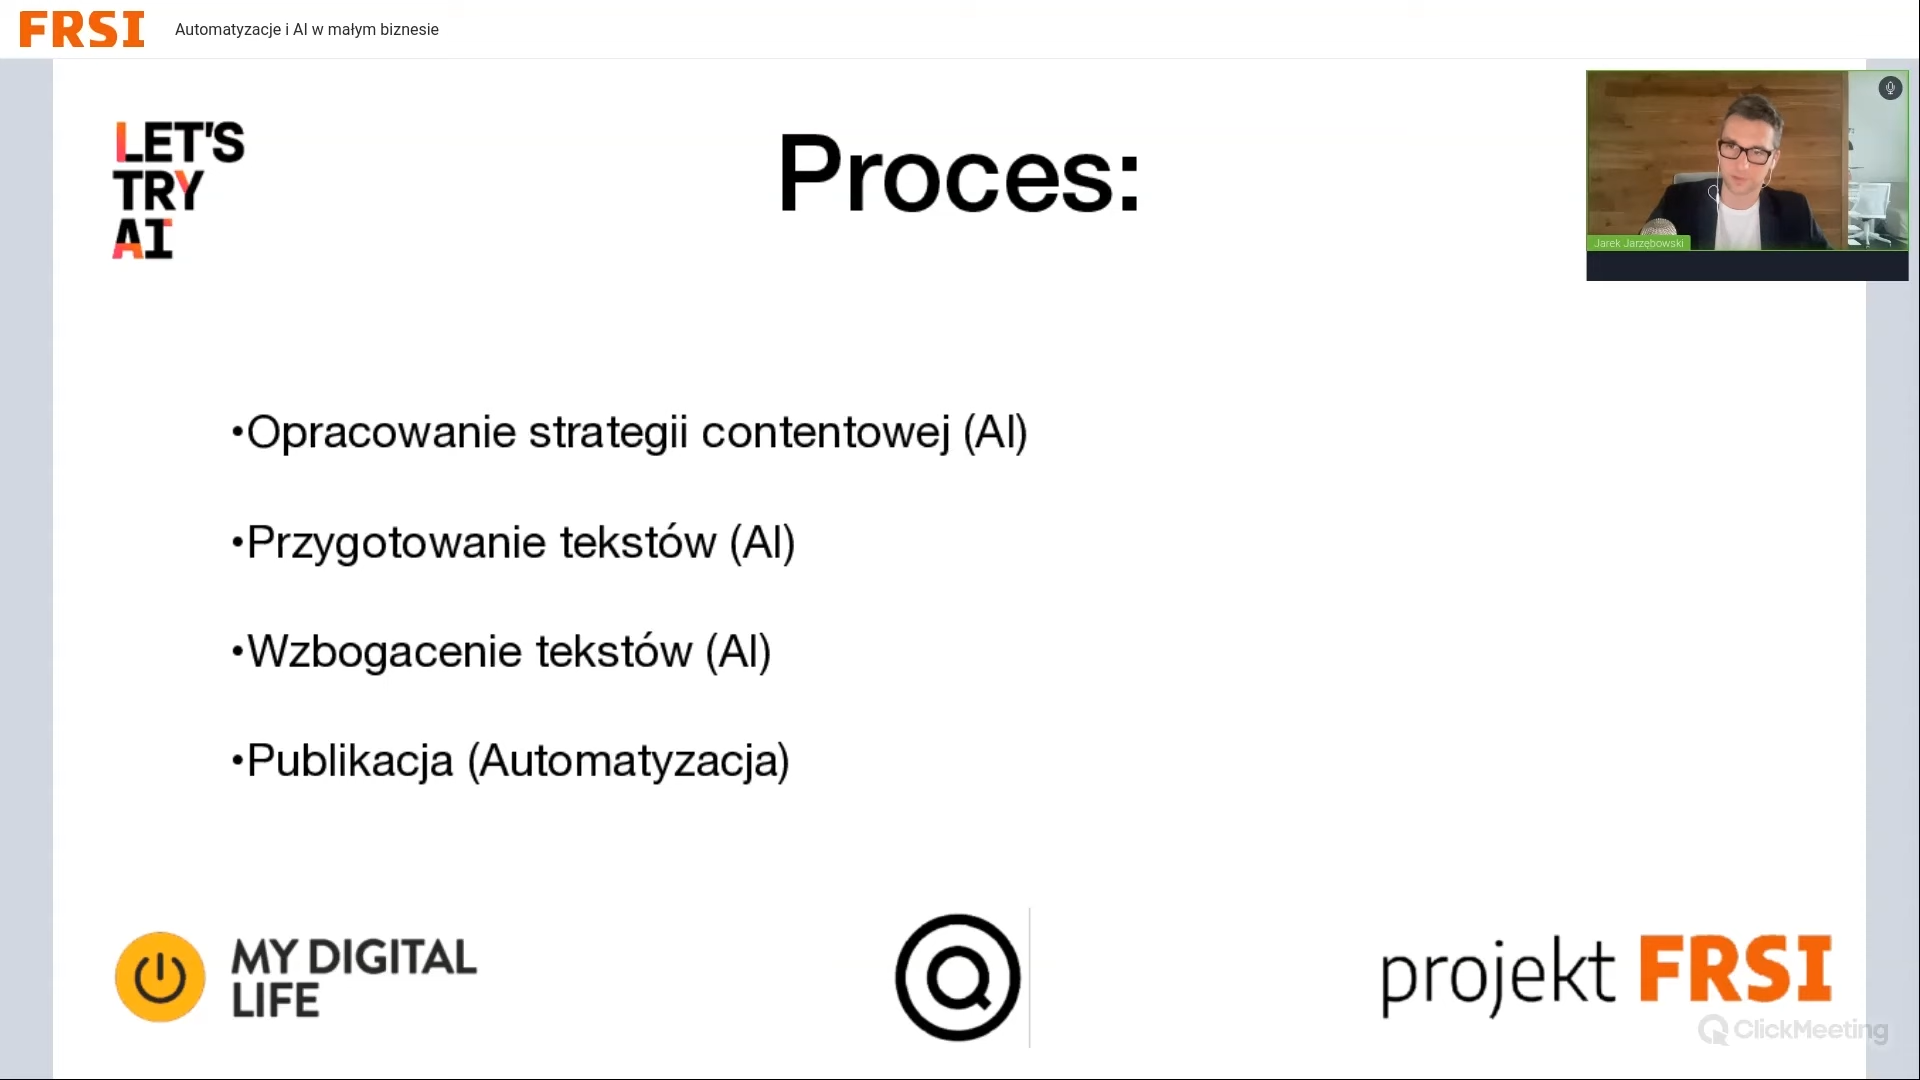 FRSI
Automatyzacje i AI w małym biznesie
LET'S
TRY
AI
Proces:
Jarek Jarzębowski
•Opracowanie strategii contentowej (AI)
•Przygotowanie tekstów (AI)
•Wzbogacenie tekstów (AI)
•Publikacja (Automatyzacja)
MY DIGITAL
LIFE
projekt FRSI
ClickMeeting